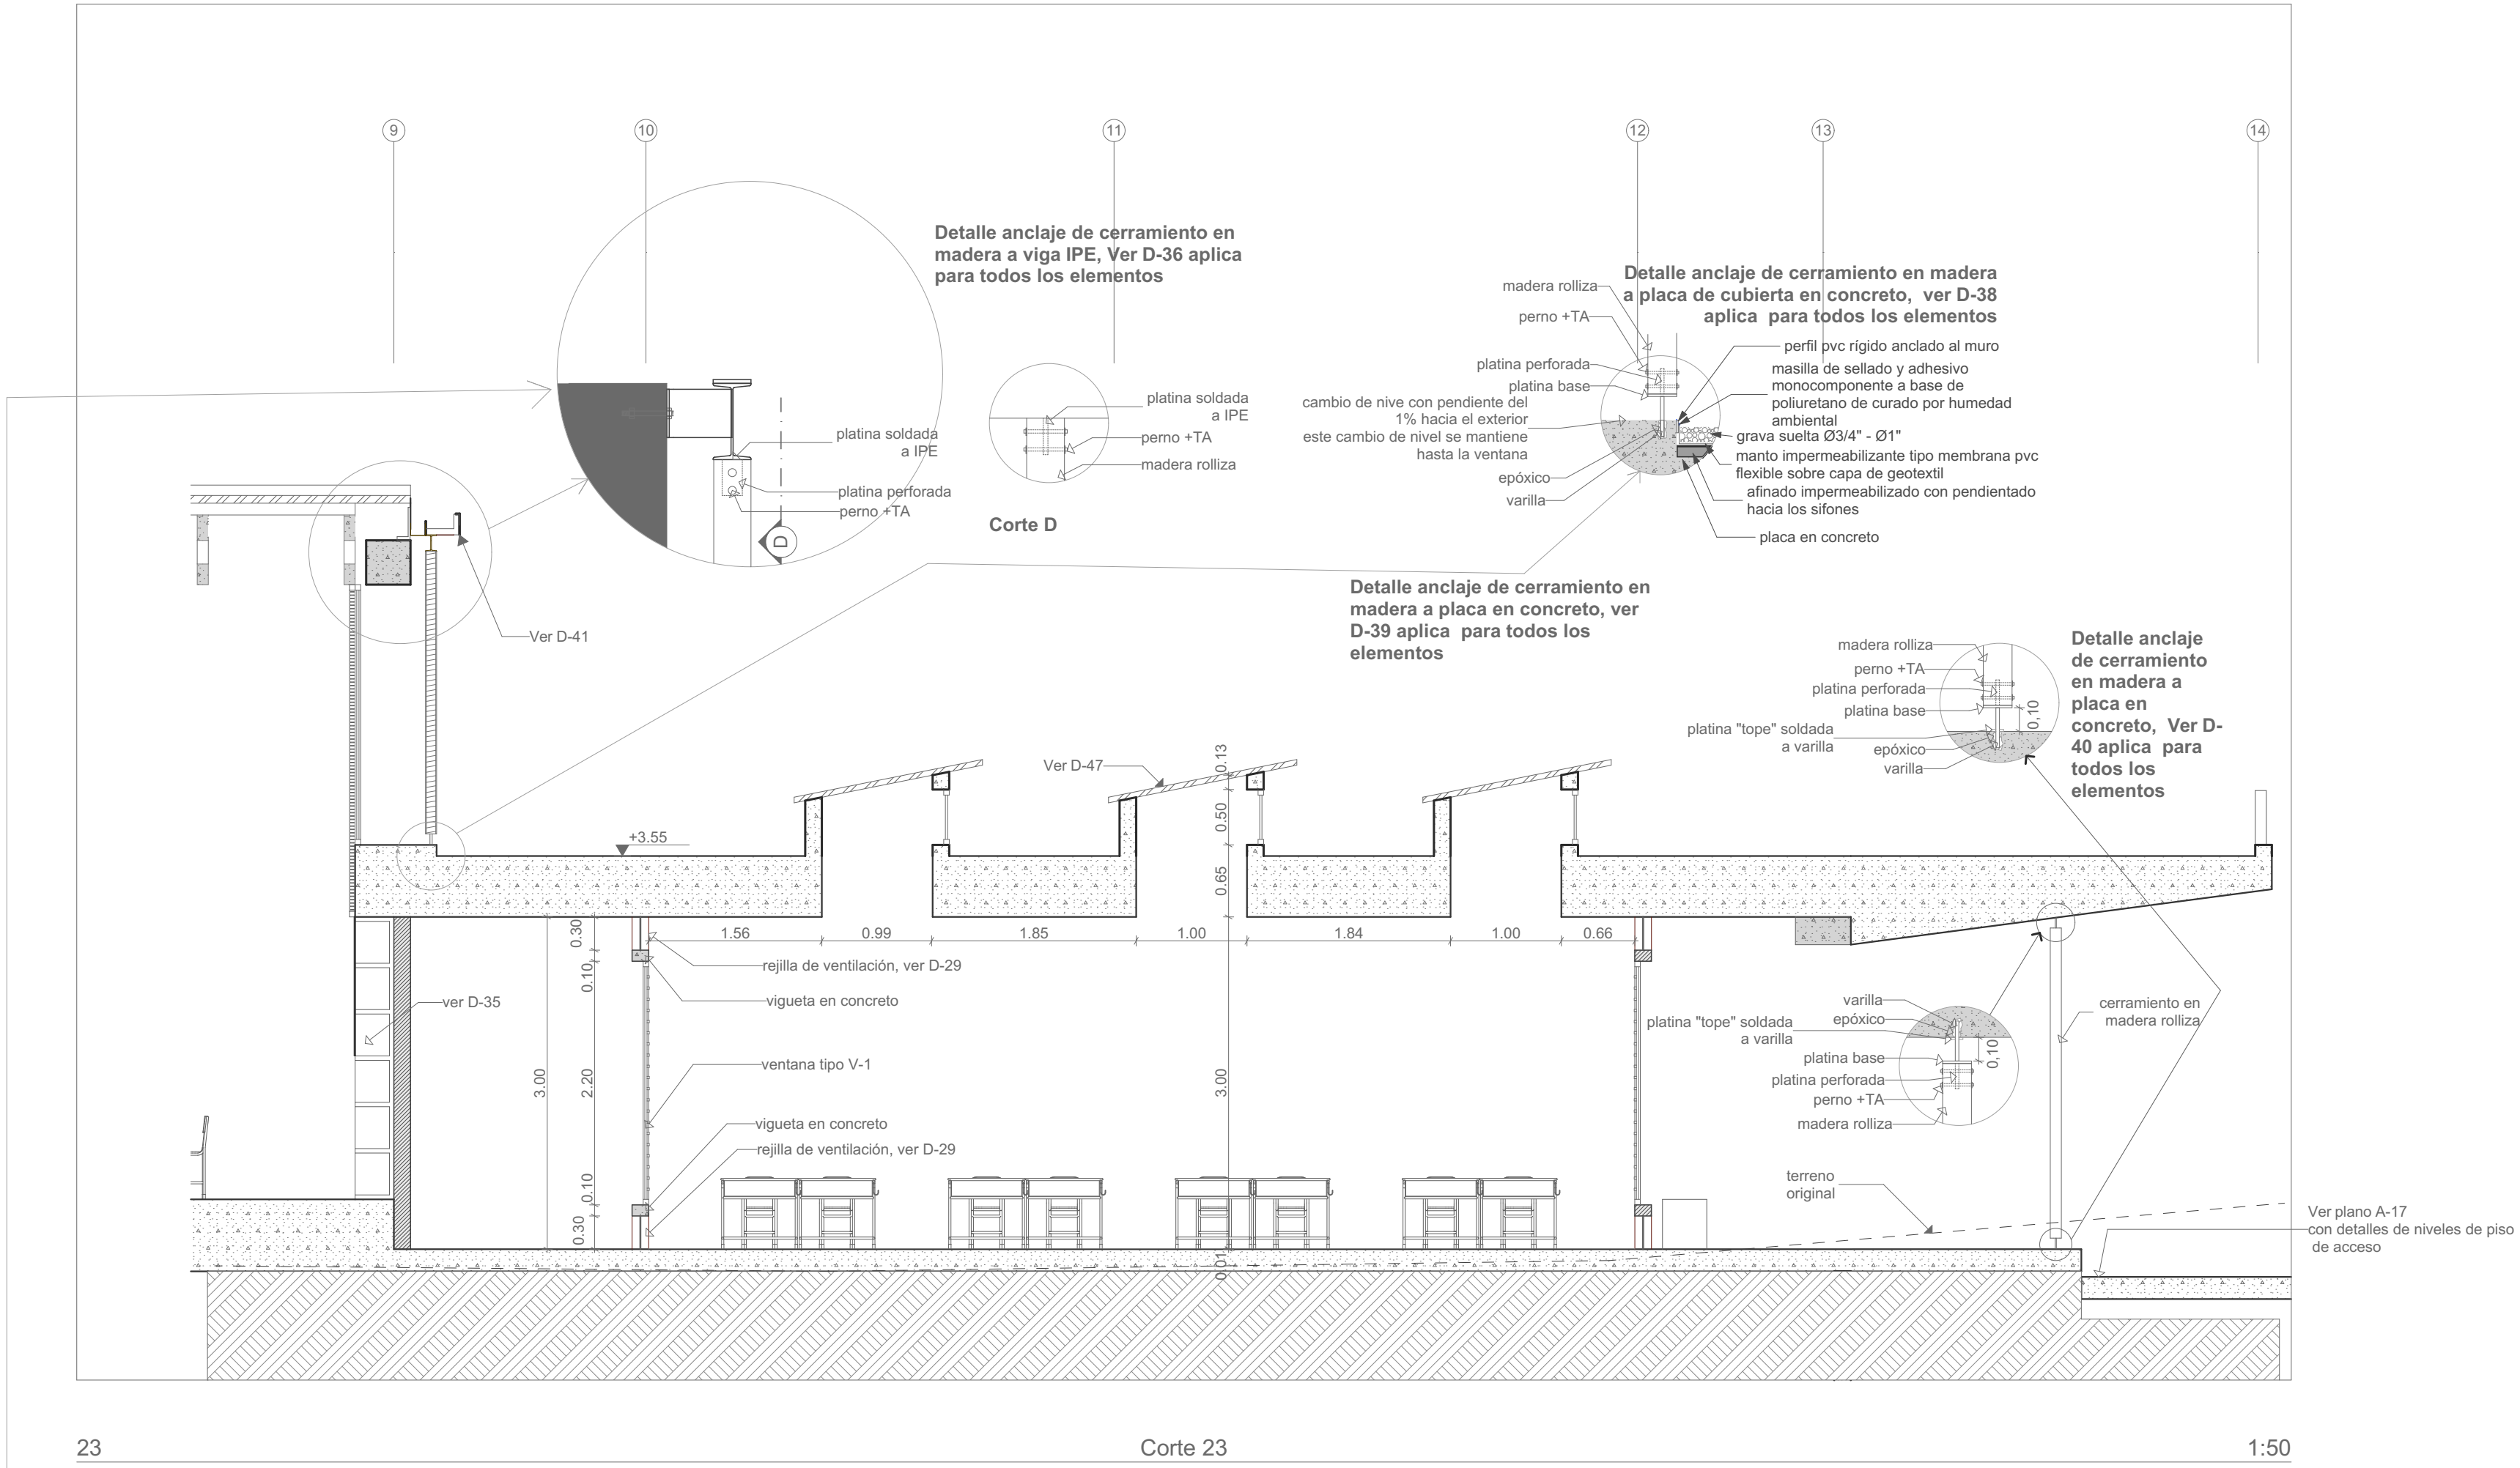 9
10
11
12
13
14
Detalle anclaje de cerramiento en
madera a viga IPE, Ver D-36 aplica
para todos los elementos
platina soldada
a IPE
platina perforada
perno +TA
D
platina soldada
a IPE
perno +TA
madera rolliza
Corte D
Detalle anclaje de cerramiento en madera
a placa de cubierta en concreto, ver D-38
aplica para todos los elementos
madera rolliza
perno +TA
platina perforada
platina base
cambio de nive con pendiente del
1% hacia el exterior
este cambio de nivel se mantiene
hasta la ventana
epóxico
varilla
perfil pvc rígido anclado al muro
masilla de sellado y adhesivo
monocomponente a base de
poliuretano de curado por humedad
ambiental
grava suelta Ø3/4" - Ø1"
manto impermeabilizante tipo membrana pvc
flexible sobre capa de geotextil
afinado impermeabilizado con pendientado
hacia los sifones
placa en concreto
Detalle anclaje de cerramiento en
madera a placa en concreto, ver
D-39 aplica para todos los
elementos
Ver D-41
madera rolliza
perno +TA
platina perforada
platina base
platina "tope" soldada
a varilla
epóxico
varilla
0,10
Detalle anclaje
de cerramiento
en madera a
placa en
concreto, Ver D-
40 aplica para
todos los
elementos
Ver D-47
0.13
0.50
0.65
+3.55
0.30
1.56
0.99
1.85
1.00
1.84
1.00
0.66
rejilla de ventilación, ver D-29
0.10
vigueta en concreto
ver D-35
3.00
2.20
ventana tipo V-1
3.00
vigueta en concreto
rejilla de ventilación, ver D-29
0.10
0.30
0.01
varilla
epóxico
platina "tope" soldada
a varilla
platina base
platina perforada
perno +TA
madera rolliza
0,10
cerramiento en
madera rolliza
terreno
original
Ver plano A-17
con detalles de niveles de piso
de acceso
23
Corte 23
1:50